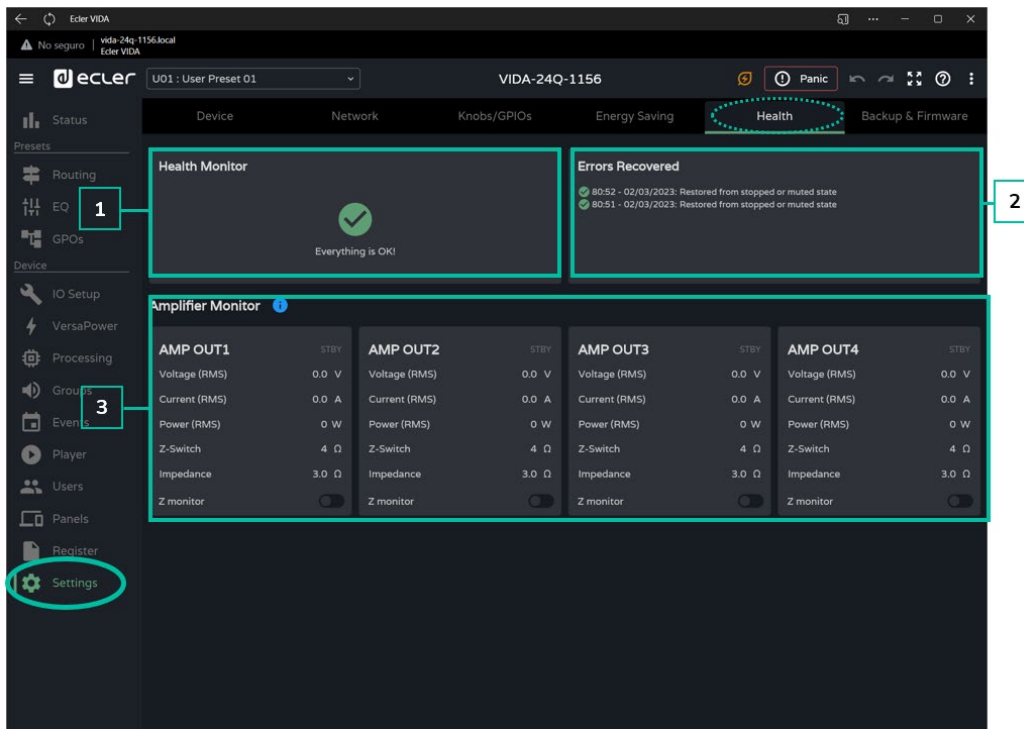 Ecler VIDA
No seguro
vida-24q-1156.local
Ecler VIDA
ecler
U01 : User Preset 01
VIDA-24Q-1156
Panic
Status
Presets
Routing
EQ
GPOs
Device
IO Setup
VersaPower
Processing
Groups
Events
Player
Users
Panels
Register
Settings
Device
Network
Knobs/GPIOs
Energy Saving
Health
Backup & Firmware
1
Health Monitor
Everything is OK!
2
Errors Recovered
80:52 - 02/03/2023: Restored from stopped or muted state
80:51 - 02/03/2023: Restored from stopped or muted state
3
Amplifier Monitor
AMP OUT1 STBY
Voltage (RMS) 0.0 V
Current (RMS) 0.0 A
Power (RMS) 0 W
Z-Switch 4 Ω
Impedance 3.0 Ω
Z monitor
AMP OUT2 STBY
Voltage (RMS) 0.0 V
Current (RMS) 0.0 A
Power (RMS) 0 W
Z-Switch 4 Ω
Impedance 3.0 Ω
Z monitor
AMP OUT3 STBY
Voltage (RMS) 0.0 V
Current (RMS) 0.0 A
Power (RMS) 0 W
Z-Switch 4 Ω
Impedance 3.0 Ω
Z monitor
AMP OUT4 STBY
Voltage (RMS) 0.0 V
Current (RMS) 0.0 A
Power (RMS) 0 W
Z-Switch 4 Ω
Impedance 3.0 Ω
Z monitor